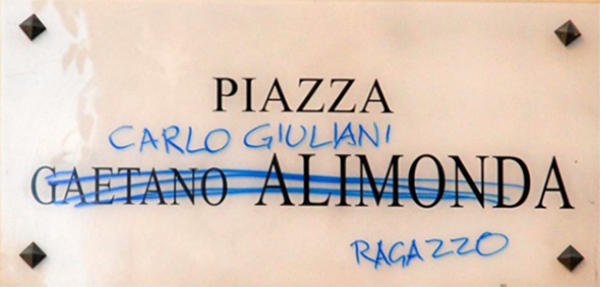 PIAZZA
CARLO GIULIANI
GAETANO ALIMONDA
RAGAZZO